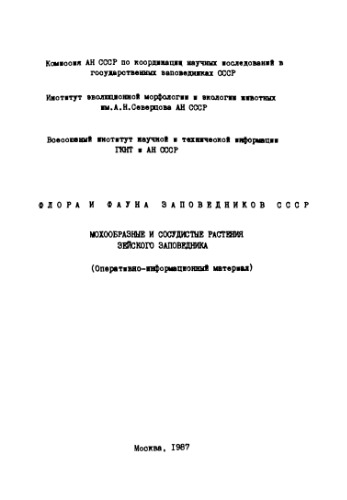 Комиссия АН СССР по координации научных исследований в
государственных заповедниках СССР
Институт эволюционной морфологии и экологии животных
им.А.Н.Северцова АН СССР
Всесоюзный институт научной и технической информации
ГКНТ и АН СССР
ФЛОРА И ФАУНА ЗАПОВЕДНИКОВ СССР
МОХООБРАЗНЫЕ И СОСУДИСТЫЕ РАСТЕНИЯ
ЗЕЙСКОГО ЗАПОВЕДНИКА
(Оперативно-информационный материал)
Москва, 1987